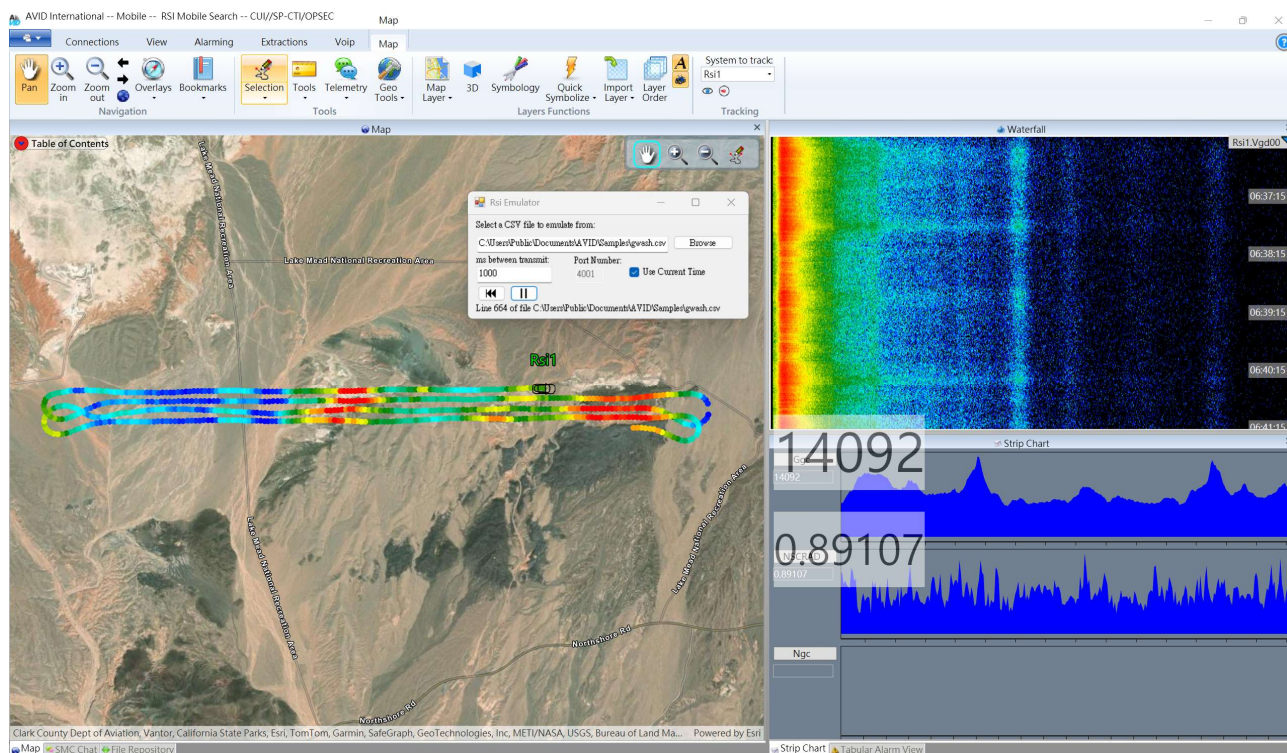 AVID International -- Mobile -- RSI Mobile Search -- CUI//SP-CTI/OPSEC
Map
Connections View Alarming Extractions Voip Map
Pan
Zoom in
Zoom out
Overlays
Bookmarks
Navigation
Selection
Tools
Telemetry
Geo Tools
Tools
Map Layer
3D
Symbology
Quick Symbolize
Import Layer
Layer Order
A
Layers Functions
System to track:
Rsi1
Tracking
Map
Table of Contents
Lake Mead National Recreation Area
Lake Mead National Recreation Area
Rsi Emulator
Select a CSV file to emulate from:
C:\Users\Public\Documents\AVID\Samples\gwash.csv Browse
ms between transmit: Port Number:
1000 4001 Use Current Time
Line 664 of file C:\Users\Public\Documents\AVID\Samples\gwash.csv
Rsi1
Lake Mead National Recreation Area
Lake Mead National Recreation Area
Northshore Rd
Northshore Rd
Clark County Dept of Aviation, Vantor, California State Parks, Esri, TomTom, Garmin, SafeGraph, GeoTechnologies, Inc, METI/NASA, USGS, Bureau of Land Ma... Powered by Esri
Map SMC Chat File Repository
Waterfall
Rsi1.Vgd00
06:37:15
06:38:15
06:39:15
06:40:15
06:41:15
Strip Chart
14092
14092
0.89107
NSCRAD
0.89107
Ngc
Strip Chart Tabular Alarm View